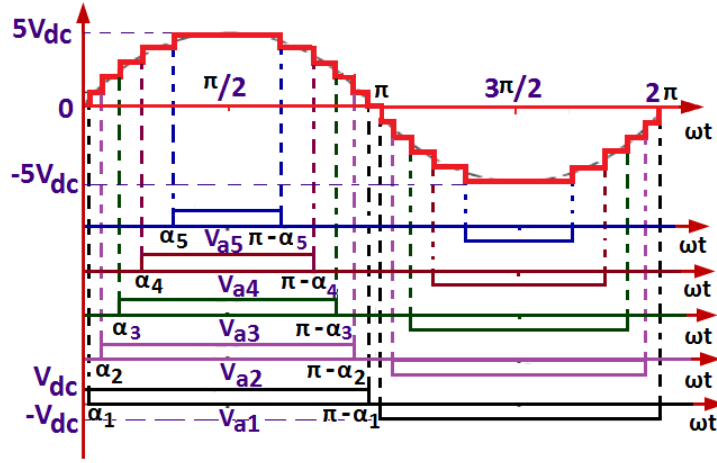 5Vdc
π/2
π
3π/2
2π
0
ωt
-5Vdc
α5
Va5
π-α5
ωt
α4
Va4
π-α4
ωt
α3
Va3
π-α3
ωt
α2
Va2
π-α2
ωt
Vdc
α1
Va1
π-α1
ωt
-Vdc